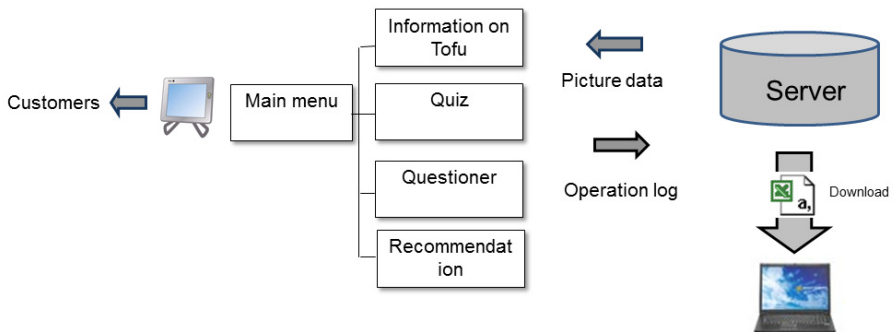 Information on
Tofu
Picture data
Server
Customers
Main menu
Quiz
Questioner
Operation log
a,
Download
Recommendat
ion